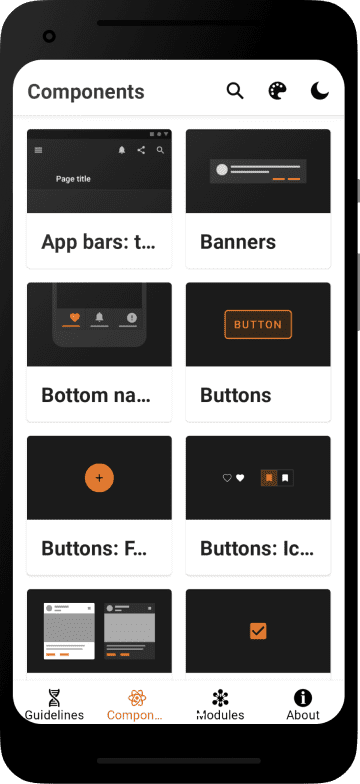 Components
Page title
App bars: t...
Banners
Bottom na...
BUTTON
Buttons
Buttons: F...
Buttons: Ic...
Guidelines
Compon...
Modules
About